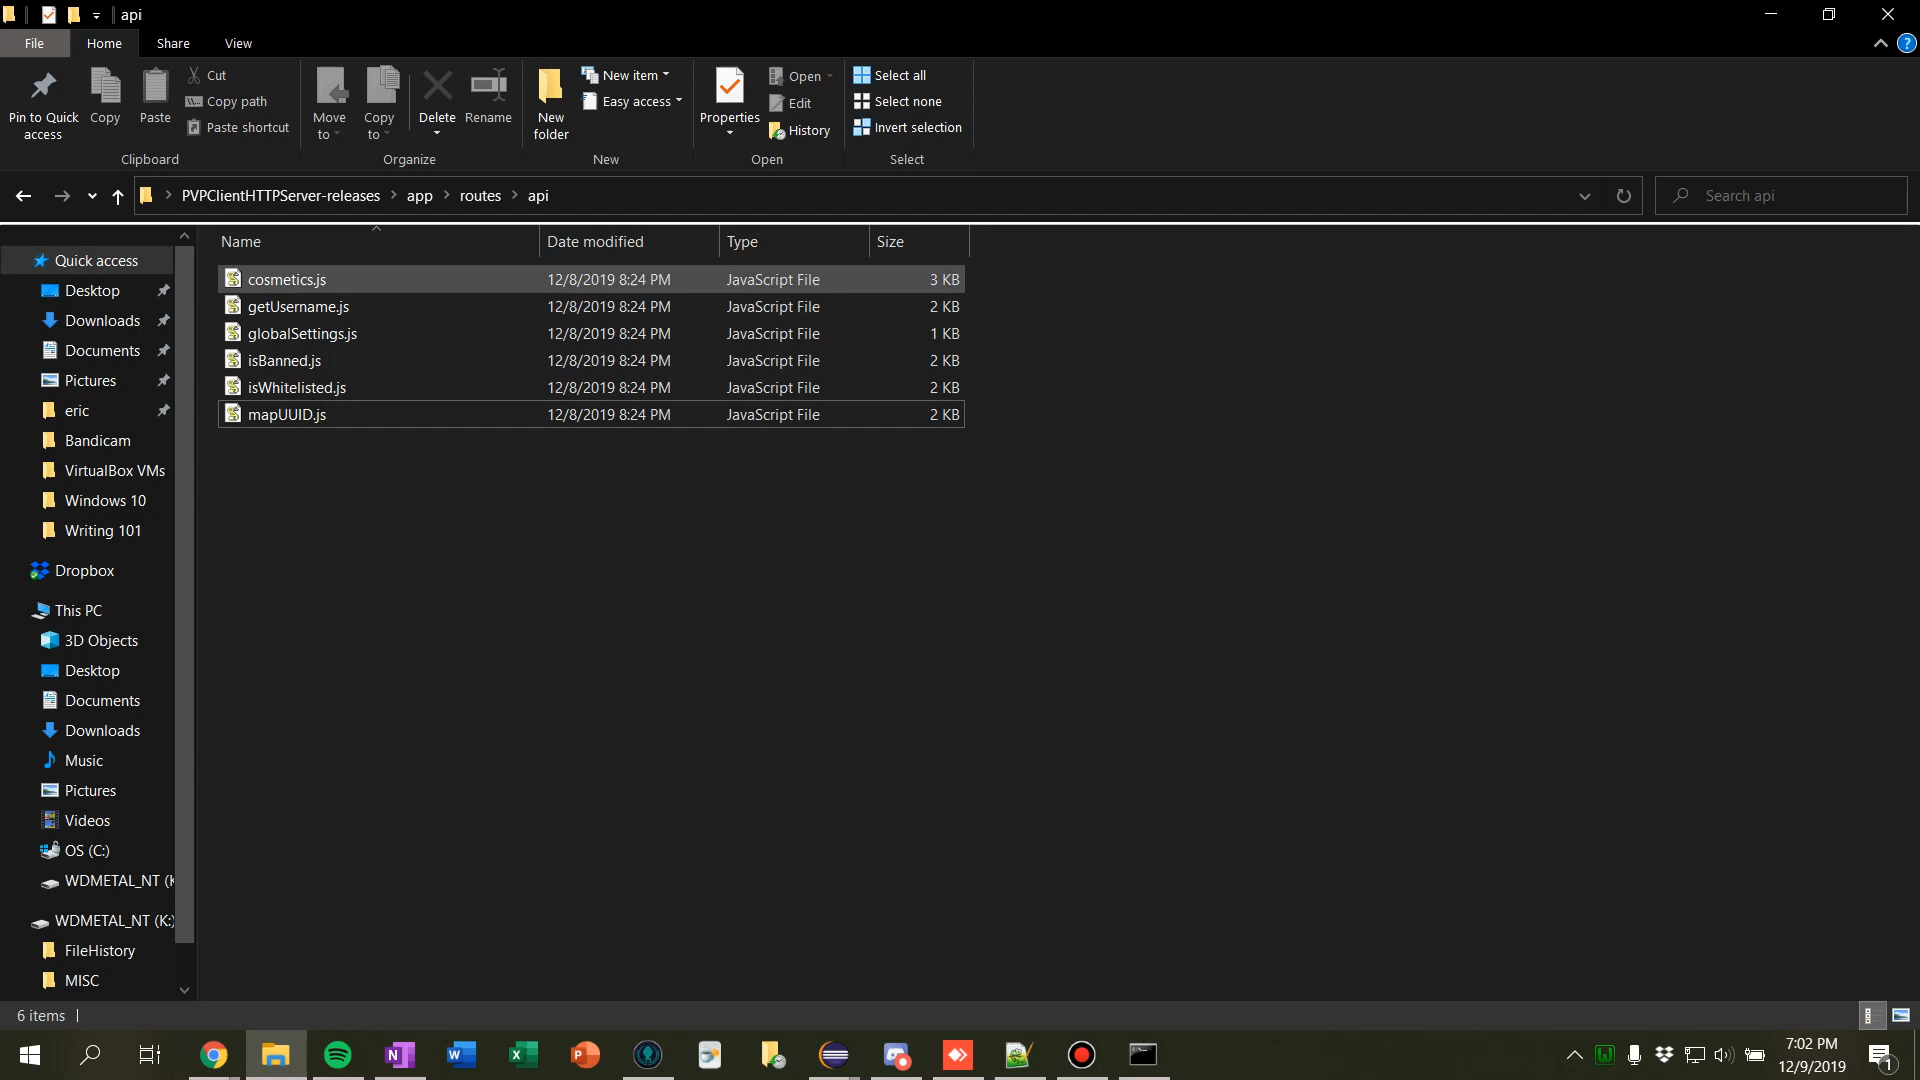 api
File
Home
Share
View
Pin to Quick access
Copy
Paste
Cut
Copy path
Paste shortcut
Clipboard
Move to
Copy to
Delete
Rename
Organize
New folder
New item
Easy access
New
Properties
Open
Edit
History
Open
Select all
Select none
Invert selection
Select
PVPClientHTTPServer-releases > app > routes > api
Search api
Name Date modified Type Size
cosmetics.js 12/8/2019 8:24 PM JavaScript File 3 KB
getUsername.js 12/8/2019 8:24 PM JavaScript File 2 KB
globalSettings.js 12/8/2019 8:24 PM JavaScript File 1 KB
isBanned.js 12/8/2019 8:24 PM JavaScript File 2 KB
isWhitelisted.js 12/8/2019 8:24 PM JavaScript File 2 KB
mapUUID.js 12/8/2019 8:24 PM JavaScript File 2 KB
Quick access
Desktop
Downloads
Documents
Pictures
eric
Bandicam
VirtualBox VMs
Windows 10
Writing 101
Dropbox
This PC
3D Objects
Desktop
Documents
Downloads
Music
Pictures
Videos
OS (C:)
WDMETAL_NT (K
WDMETAL_NT (K:)
FileHistory
MISC
6 items
7:02 PM
12/9/2019
1